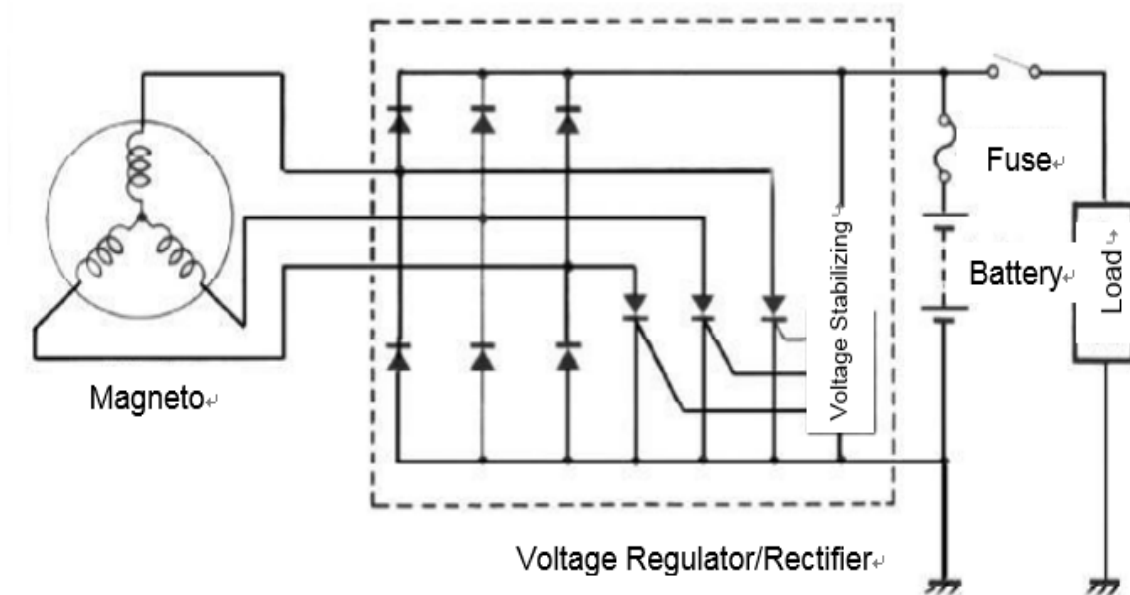 Fuse↵
Voltage Stabilizing↵
Battery↵
Load↵
Magneto↵
Voltage Regulator/Rectifier↵